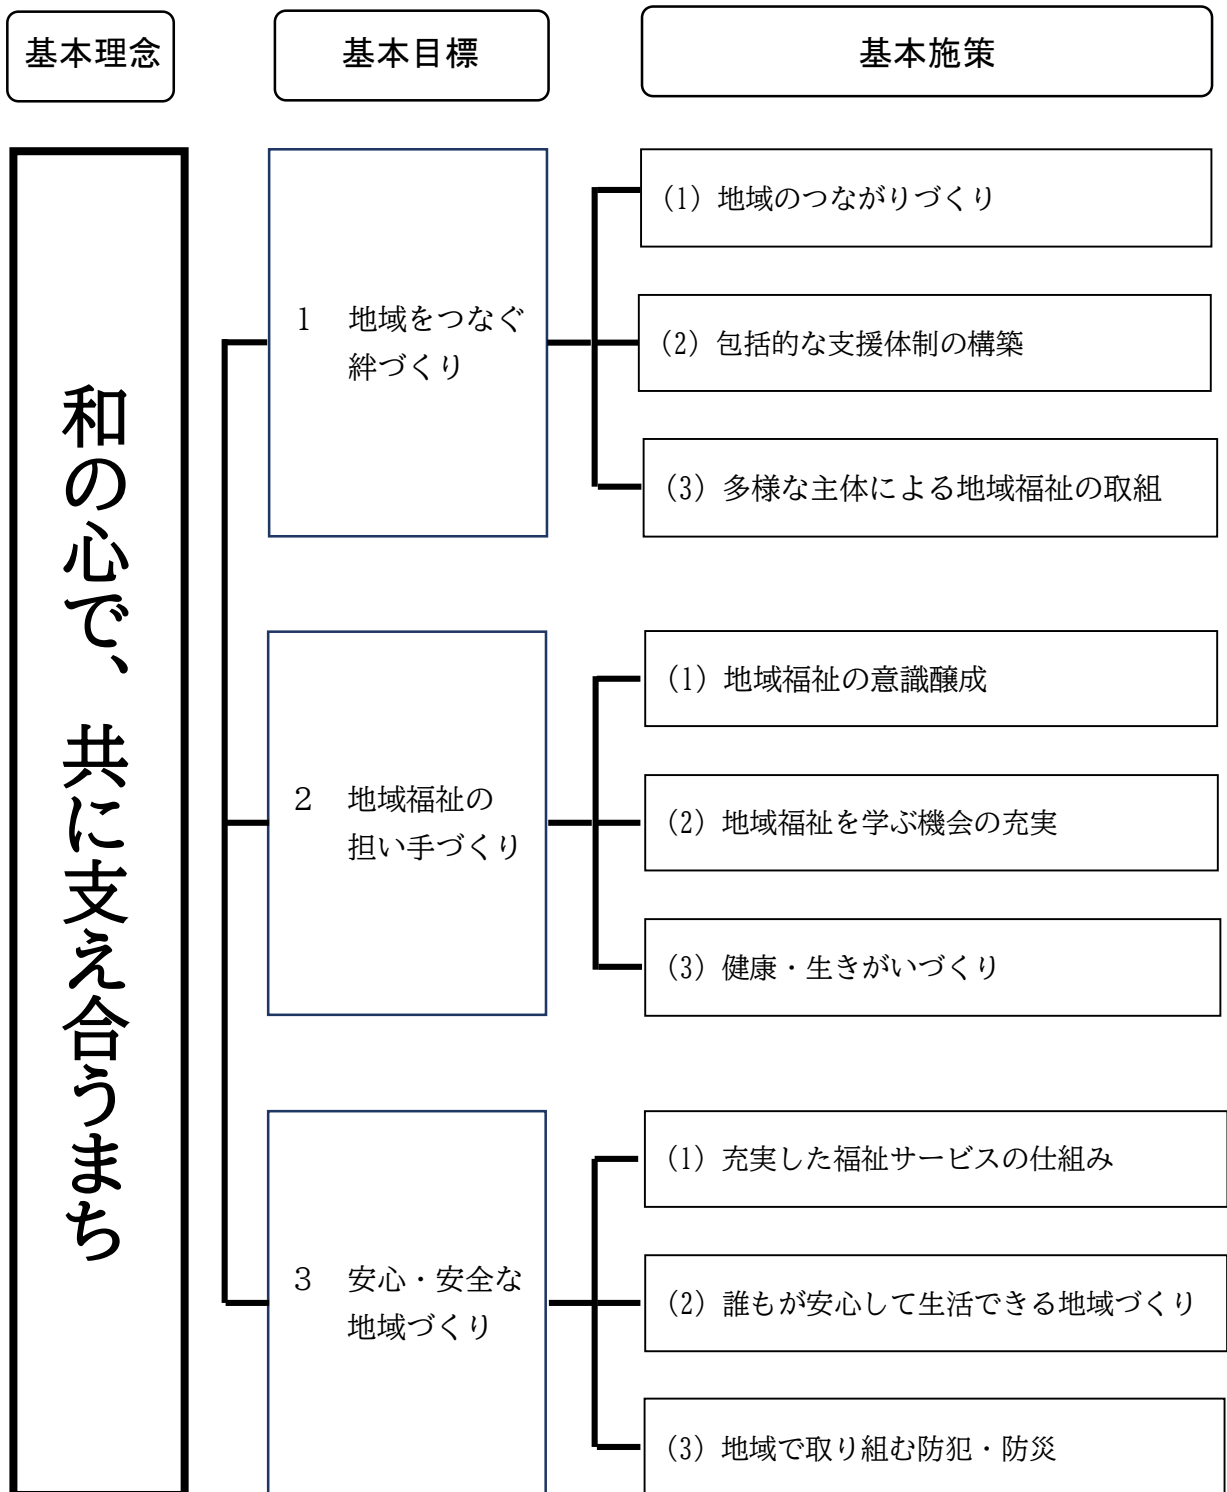 基本理念
基本目標
基本施策
和の心で、共に支え合うまち
１　地域をつなぐ
絆づくり
(1) 地域のつながりづくり
(2) 包括的な支援体制の構築
(3) 多様な主体による地域福祉の取組
２　地域福祉の
担い手づくり
(1) 地域福祉の意識醸成
(2) 地域福祉を学ぶ機会の充実
(3) 健康・生きがいづくり
３　安心・安全な
地域づくり
(1) 充実した福祉サービスの仕組み
(2) 誰もが安心して生活できる地域づくり
(3) 地域で取り組む防犯・防災